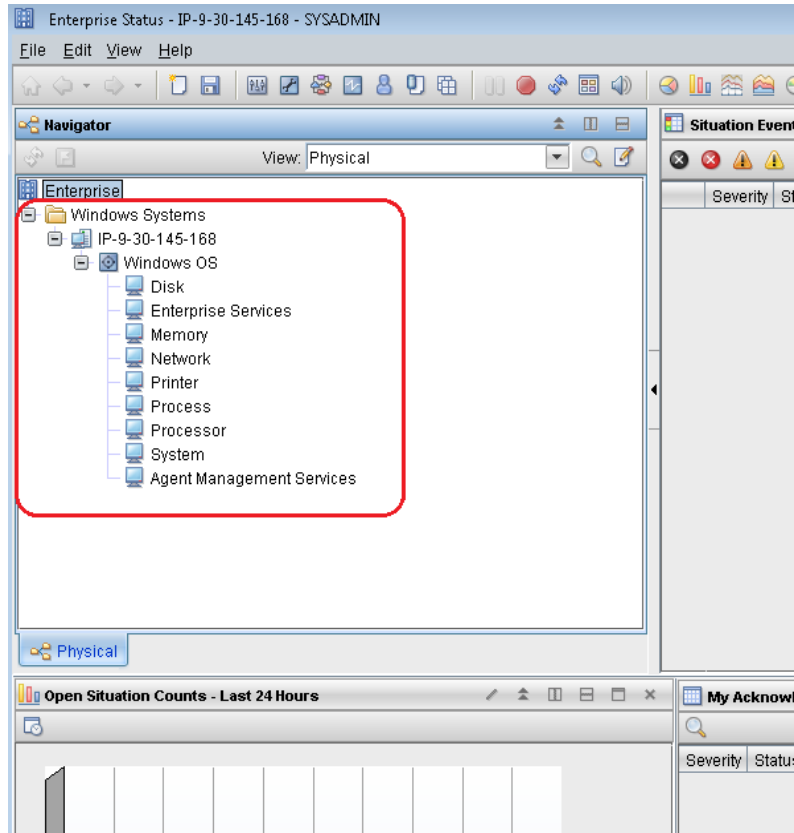 Enterprise Status - IP-9-30-145-168 - SYSADMIN
File Edit View Help
Navigator
View: Physical
Enterprise
Windows Systems
IP-9-30-145-168
Windows OS
Disk
Enterprise Services
Memory
Network
Printer
Process
Processor
System
Agent Management Services
Physical
Situation Event
Severity St
Open Situation Counts - Last 24 Hours
My Acknowl
Severity Status